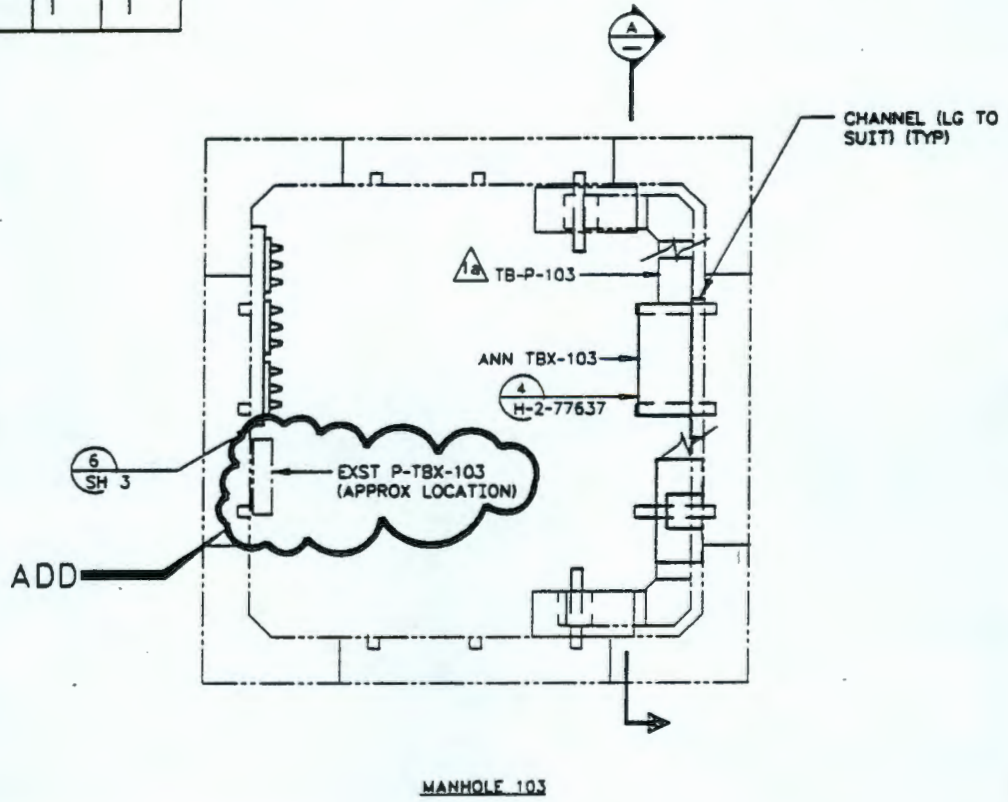 A
CHANNEL (LG TO
SUIT) (TYP)
1a TB-P-103
ANN TBX-103
4
H-2-77637
6
SH 3
EXST P-TBX-103
(APPROX LOCATION)
ADD
MANHOLE 103